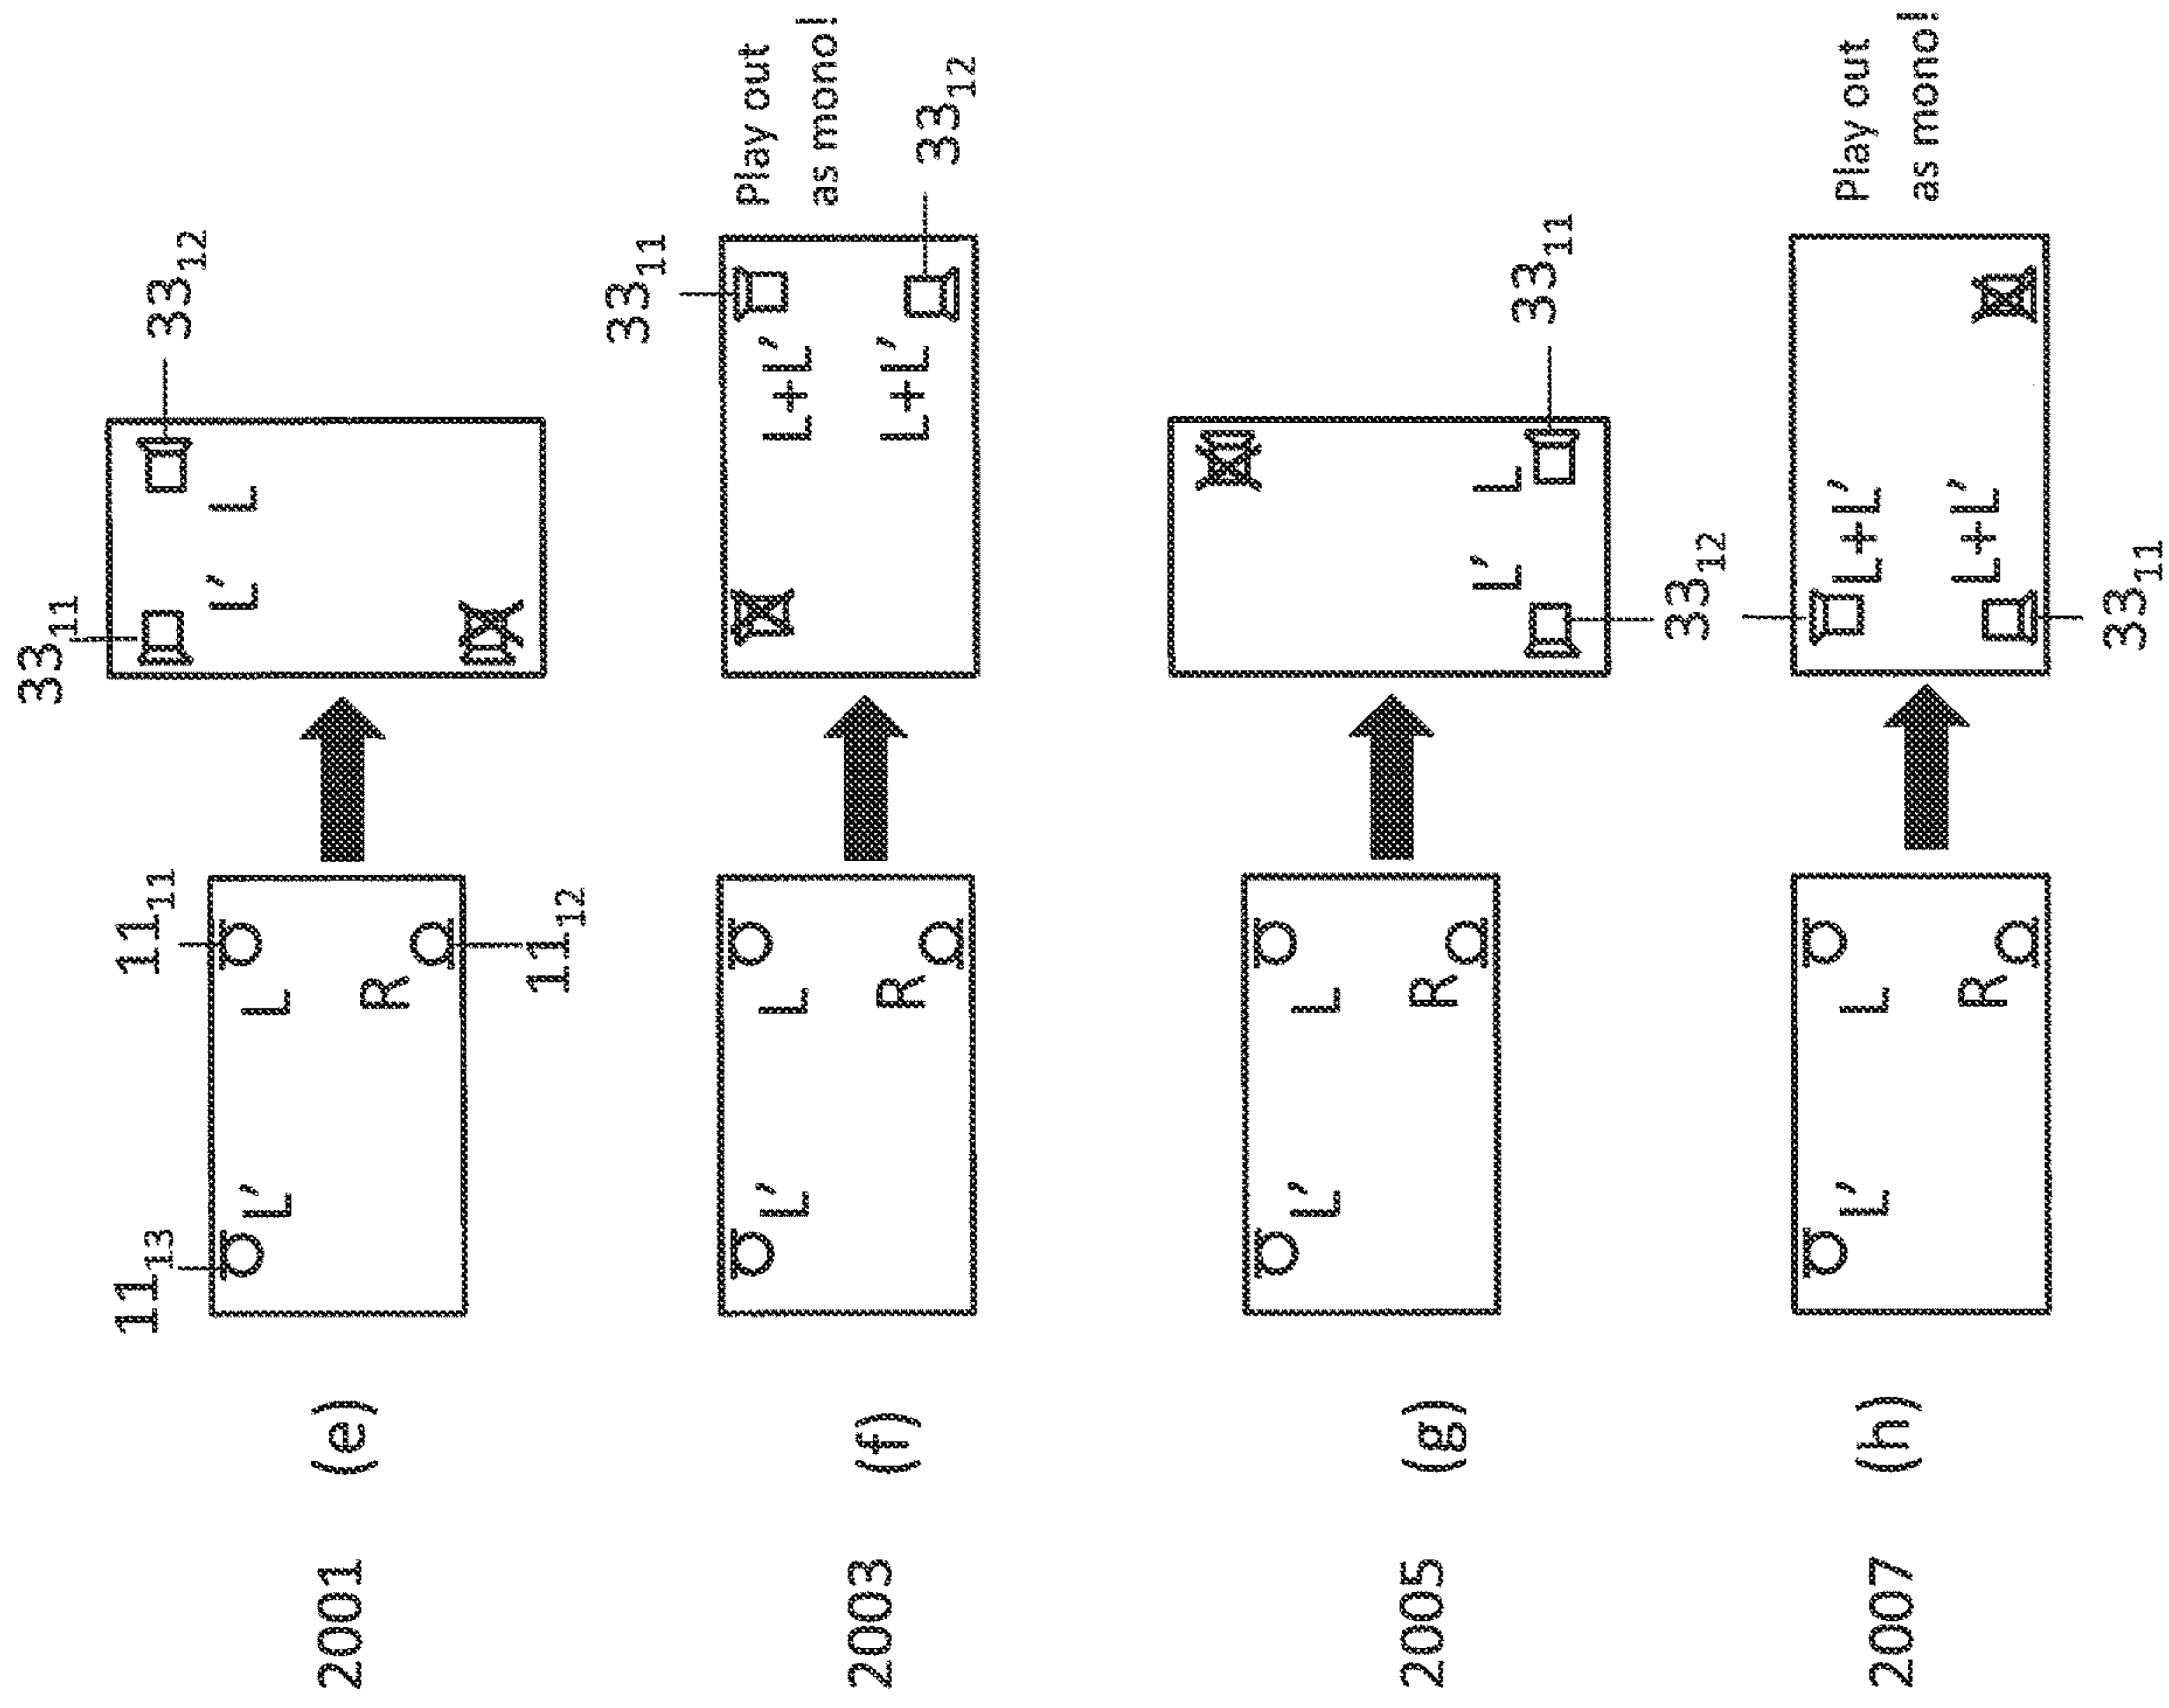 33₁₁
11₁₃ 11₁₁ 33₁₂
L' L L' L
2001 (e) R
11₁₂
33₁₁
Play out
L' L L+L'
as mono!
2003 (f) R L+L' 33₁₂
L' L
2005 (g) R
L' L
33₁₁
33₁₂
Play out
L' L L+L'
2007 (h)
as mono!
R L+L'
33₁₁